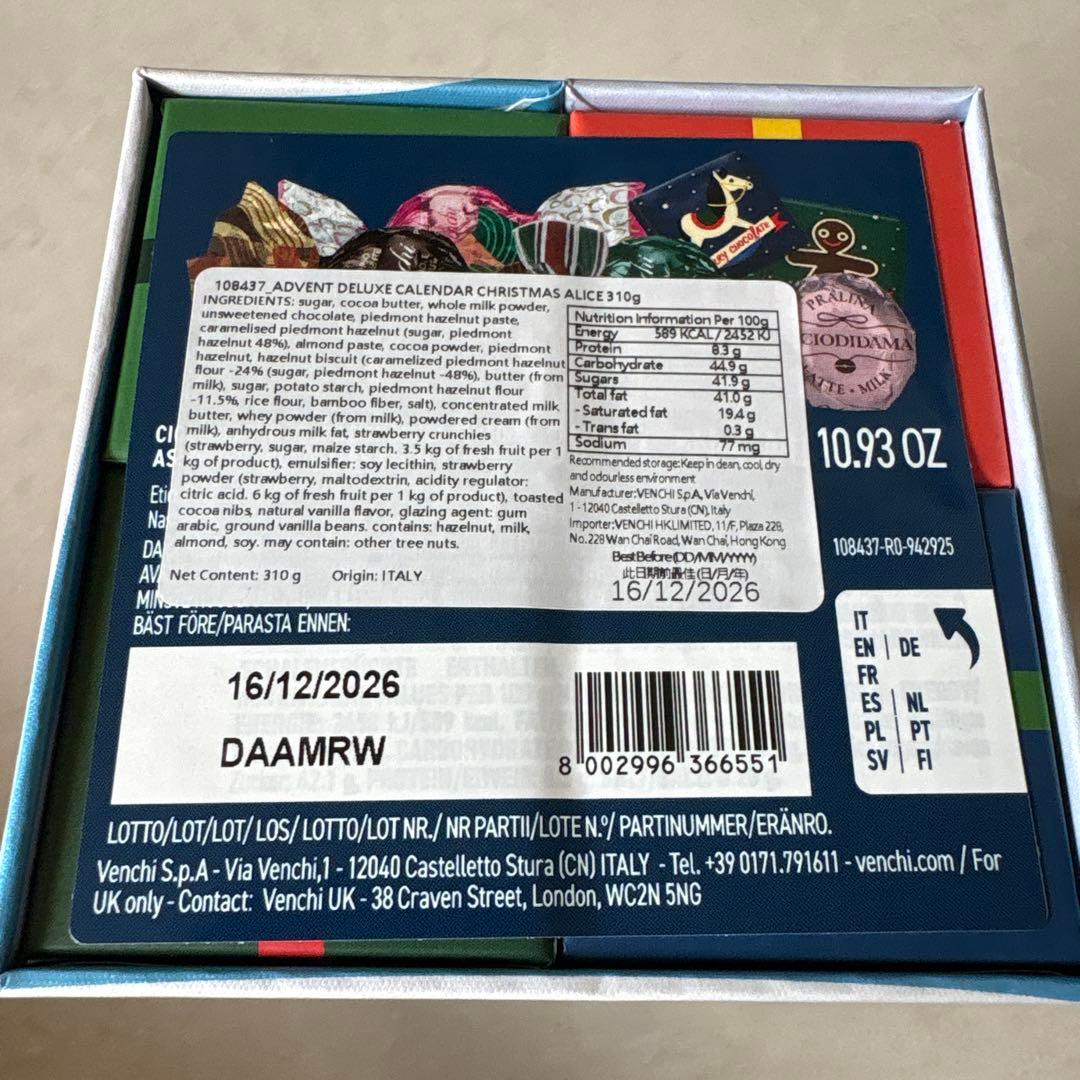 108437_ADVENT DELUXE CALENDAR CHRISTMAS ALICE 310g
INGREDIENTS: sugar, cocoa butter, whole milk powder,
unsweetened chocolate, piedmont hazelnut paste,
caramelised piedmont hazelnut (sugar, piedmont
hazelnut 48%), almond paste, cocoa powder, piedmont
hazelnut, hazelnut biscuit (caramelized piedmont hazelnut
flour -24% (sugar, piedmont hazelnut -48%), butter (from
milk), sugar, potato starch, piedmont hazelnut flour
-11.5%, rice flour, bamboo fiber, salt), concentrated milk
butter, whey powder (from milk), powdered cream (from
milk), anhydrous milk fat, strawberry crunchies
(strawberry, sugar, maize starch. 3.5 kg of fresh fruit per 1
kg of product), emulsifier: soy lecithin, strawberry
powder (strawberry, maltodextrin, acidity regulator:
citric acid. 6 kg of fresh fruit per 1 kg of product), toasted
cocoa nibs, natural vanilla flavor, glazing agent: gum
arabic, ground vanilla beans. contains: hazelnut, milk,
almond, soy. may contain: other tree nuts.
Net Content: 310 g Origin: ITALY
Nutrition Information Per 100g
Energy 589 KCAL / 2452 KJ
Protein 8.3 g
Carbohydrate 44.9 g
Sugars 41.9 g
Total fat 41.0 g
- Saturated fat 19.4 g
- Trans fat 0.3 g
Sodium 77 mg
Recommended storage: Keep in clean, cool, dry
and odourless environment
Manufacturer: VENCHI S.p.A, Via Venchi,
1 - 12040 Castelletto Stura (CN), Italy
Importer: VENCHI HK LIMITED, 11/F, Plaza 228,
No. 228 Wan Chai Road, Wan Chai, Hong Kong
Best Before (DD/MM/YYYY)
此日期前最佳 (日/月/年)
16/12/2026
CHOCOLATE
PRALINA
CIODIDAMA
LATTE - MILK
10.93 OZ
108437-R0-942925
BÄST FÖRE/PARASTA ENNEN:
16/12/2026
DAAMRW
8 002996 366551
IT
EN | DE
FR
ES | NL
PL | PT
SV | FI
LOTTO/LOT/LOT/ LOS/ LOTTO/LOT NR./ NR PARTII/LOTE N.º/ PARTINUMMER/ERÄNRO.
Venchi S.p.A - Via Venchi,1 - 12040 Castelletto Stura (CN) ITALY - Tel. +39 0171.791611 - venchi.com / For
UK only - Contact: Venchi UK - 38 Craven Street, London, WC2N 5NG